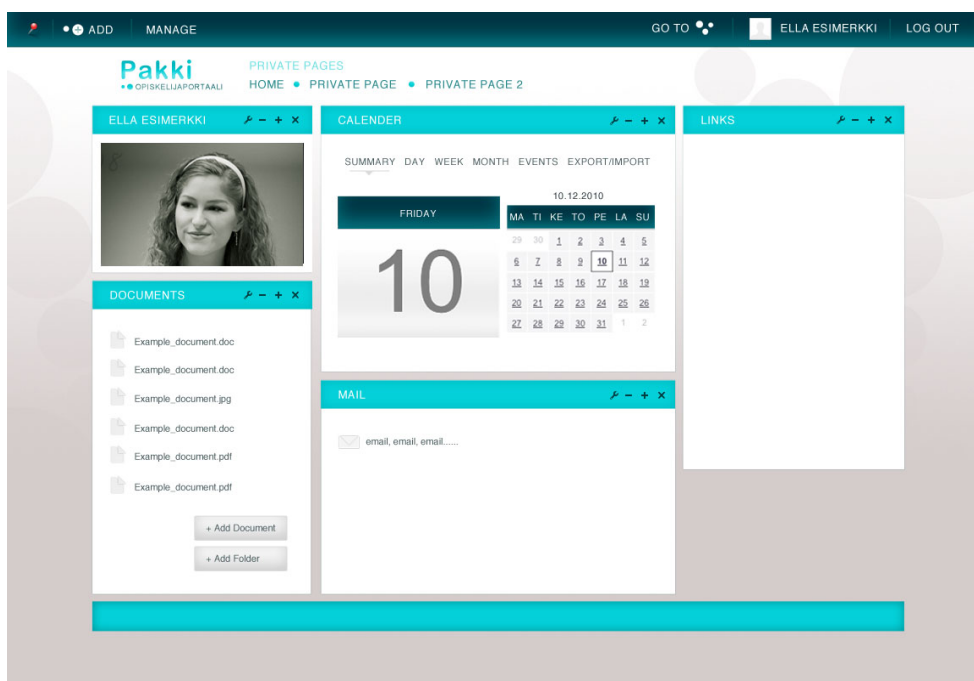 ADD MANAGE GO TO ELLA ESIMERKKI LOG OUT
Pakki
OPISKELIJAPORTAALI
PRIVATE PAGES
HOME PRIVATE PAGE PRIVATE PAGE 2
ELLA ESIMERKKI
DOCUMENTS
Example_document.doc
Example_document.doc
Example_document.jpg
Example_document.doc
Example_document.pdf
Example_document.pdf
+ Add Document
+ Add Folder
CALENDER
SUMMARY DAY WEEK MONTH EVENTS EXPORT/IMPORT
FRIDAY
10
10.12.2010
MA TI KE TO PE LA SU
29 30 1 2 3 4 5
6 7 8 9 10 11 12
13 14 15 16 17 18 19
20 21 22 23 24 25 26
27 28 29 30 31 1 2
MAIL
email, email, email......
LINKS